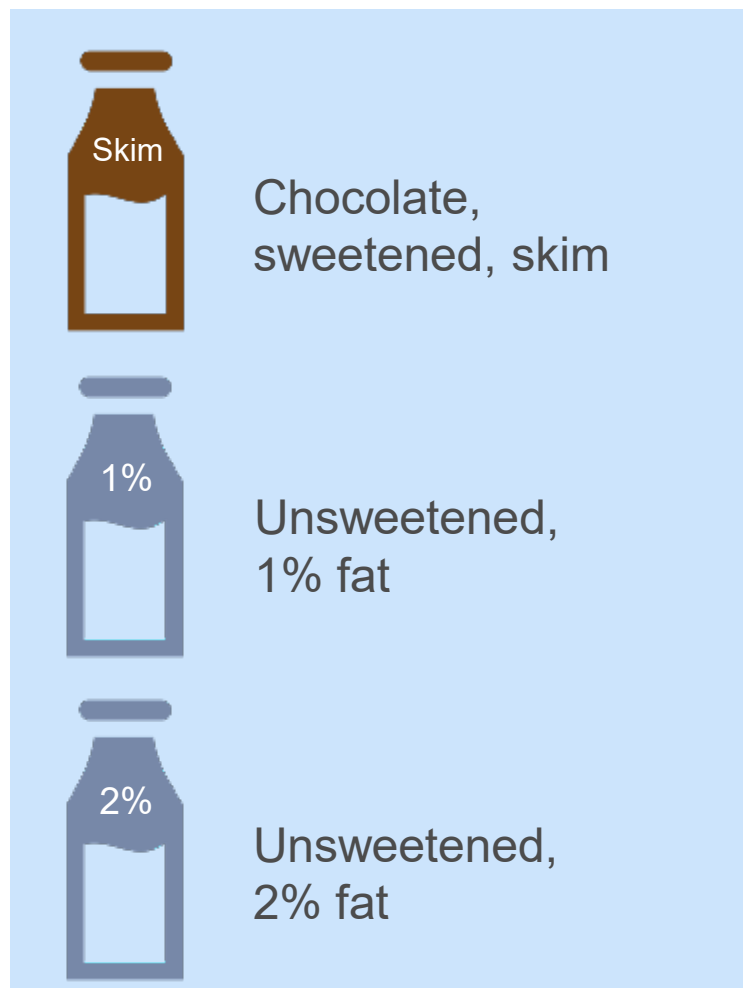 Skim
Chocolate,
sweetened, skim
1%
Unsweetened,
1% fat
2%
Unsweetened,
2% fat